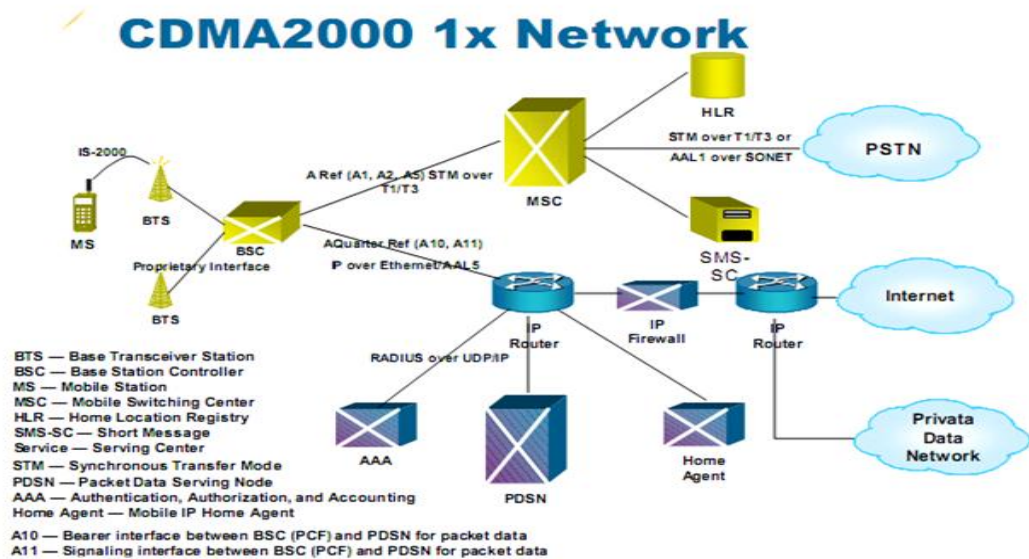 CDMA2000 1x Network
HLR
IS-2000
STM over T1/T3 or
AAL1 over SONET
PSTN
A Ref (A1, A2, A5) STM over
T1/T3
MSC
MS
BTS
BSC
AQuarter Ref (A10, A11)
SMS-
SC
Proprietary Interface
IP over Ethernet/AAL5
BTS
Internet
IP
Router
IP
Firewall
IP
Router
RADIUS over UDP/IP
BTS — Base Transceiver Station
BSC — Base Station Controller
MS — Mobile Station
MSC — Mobile Switching Center
HLR — Home Location Registry
SMS-SC — Short Message
Service — Serving Center
STM — Synchronous Transfer Mode
PDSN — Packet Data Serving Node
AAA — Authentication, Authorization, and Accounting
Home Agent — Mobile IP Home Agent
A10 — Bearer interface between BSC (PCF) and PDSN for packet data
A11 — Signaling interface between BSC (PCF) and PDSN for packet data
AAA
PDSN
Home
Agent
Privata
Data
Network